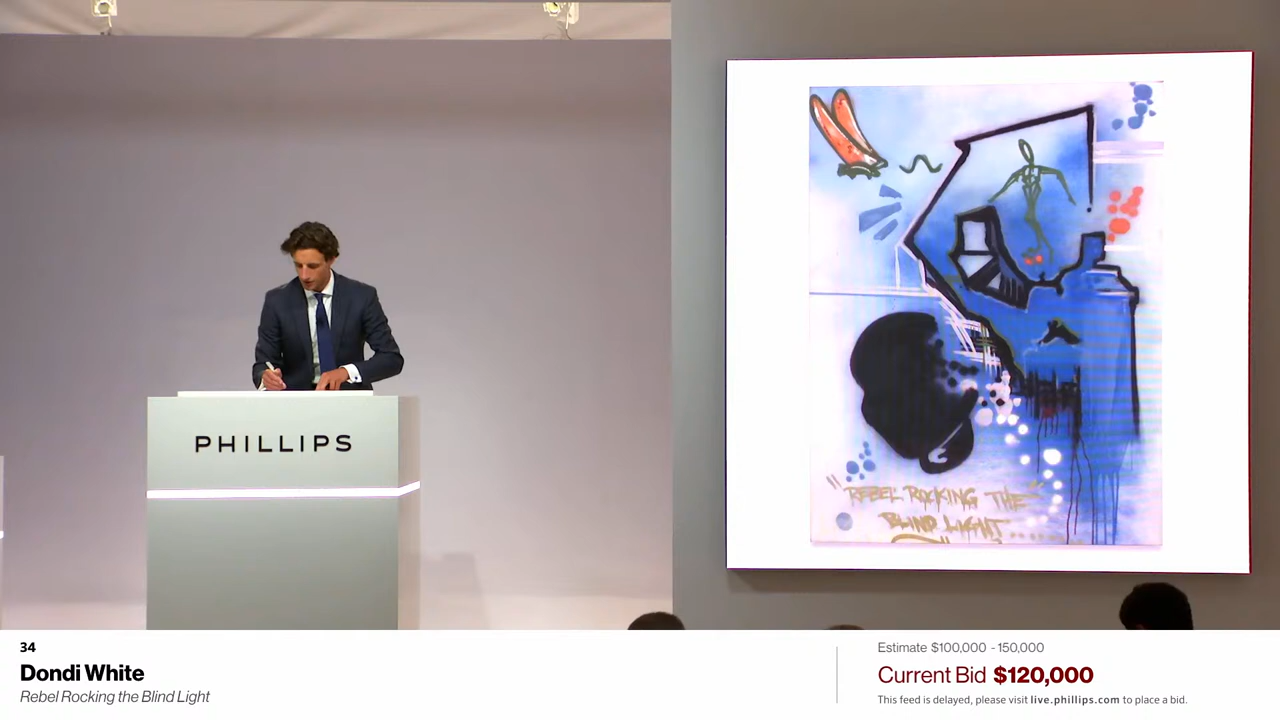 PHILLIPS
"REBEL ROCKING THE
BLIND LIGHT"
34
Dondi White
Rebel Rocking the Blind Light
Estimate $100,000 - 150,000
Current Bid $120,000
This feed is delayed, please visit live.phillips.com to place a bid.